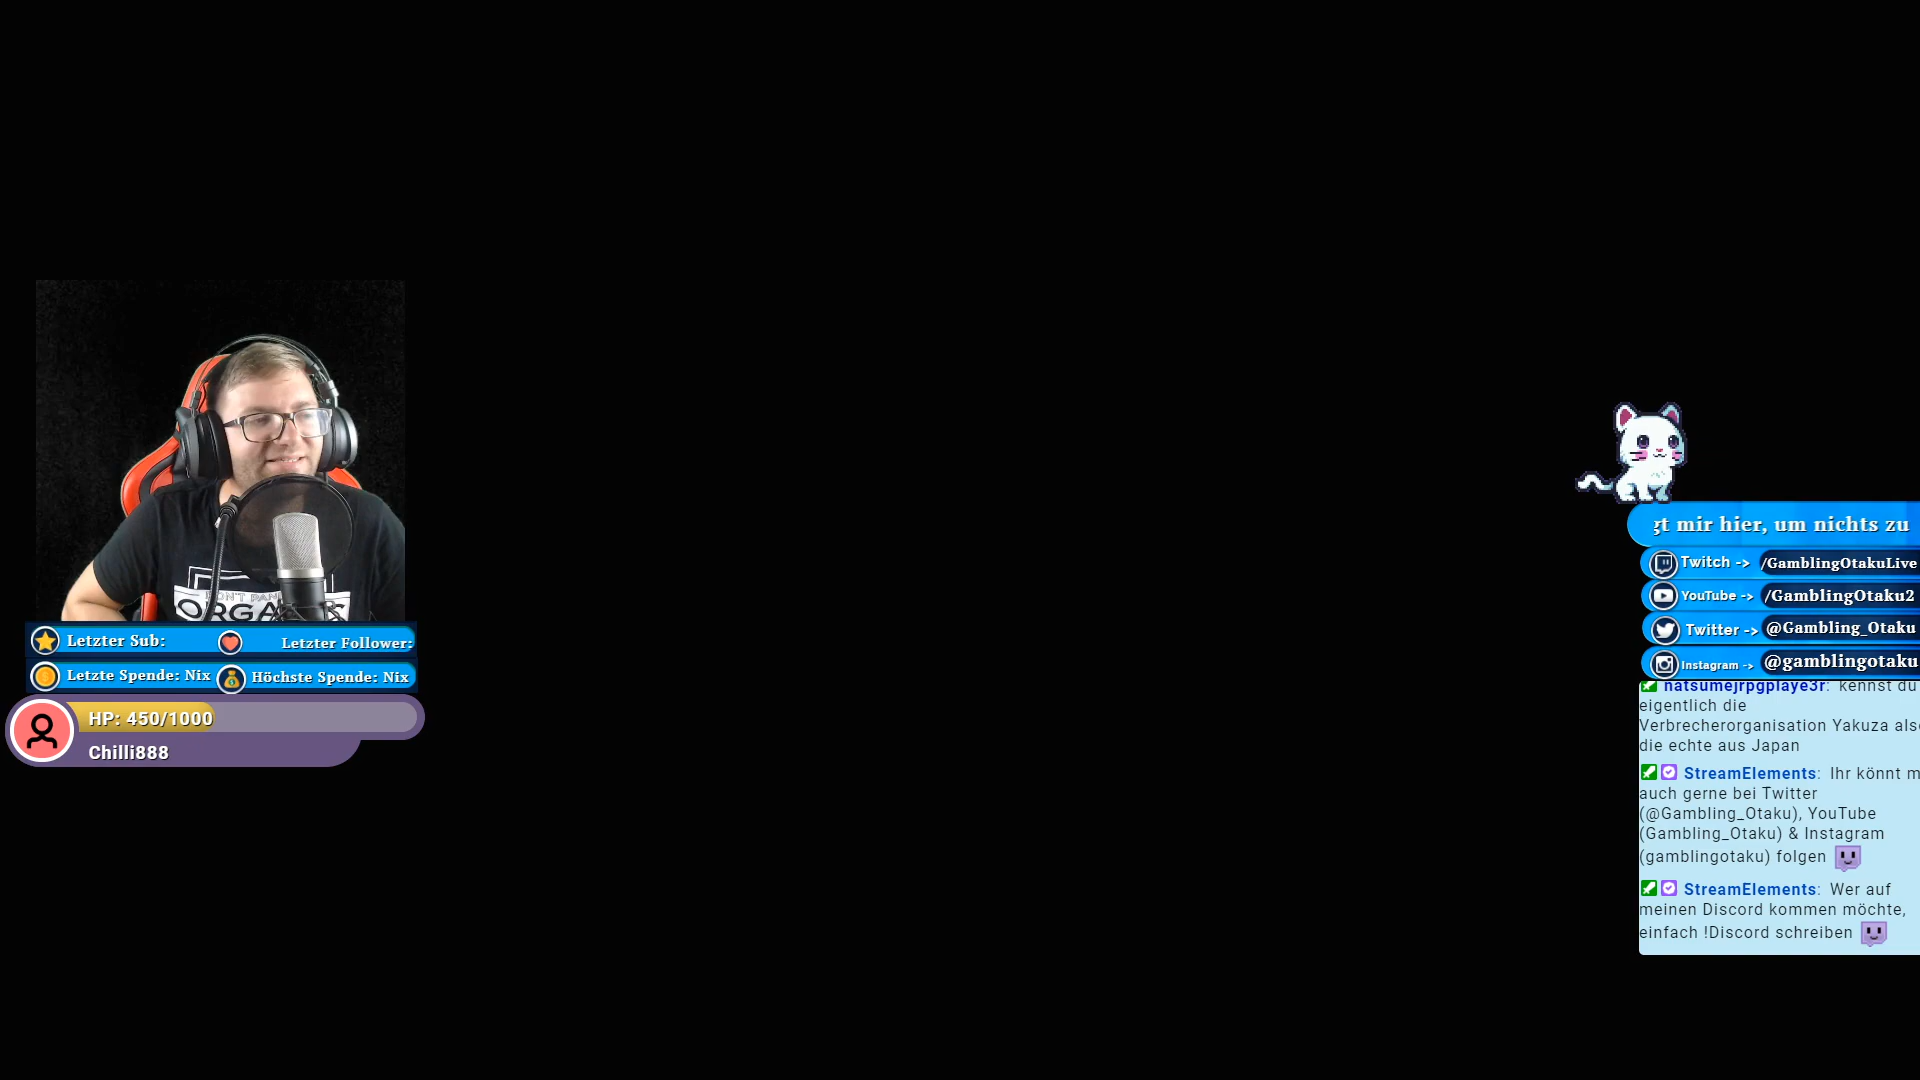 DON'T PANIC
Letzter Sub:
Letzter Follower:
Letzte Spende: Nix
Höchste Spende: Nix
HP: 450/1000
Chilli888
mir hier, um nichts zu
Twitch -> /GamblingOtakuLive
YouTube -> /GamblingOtaku2
Twitter -> @Gambling_Otaku
Instagram -> @gamblingotaku
natsumejrpgplaye3r: kennst du
eigentlich die
Verbrecherorganisation Yakuza
die echte aus Japan
StreamElements: Ihr könnt
auch gerne bei Twitter
(@Gambling_Otaku), YouTube
(Gambling_Otaku) & Instagram
(gamblingotaku) folgen
StreamElements: Wer auf
meinen Discord kommen möchte,
einfach !Discord schreiben